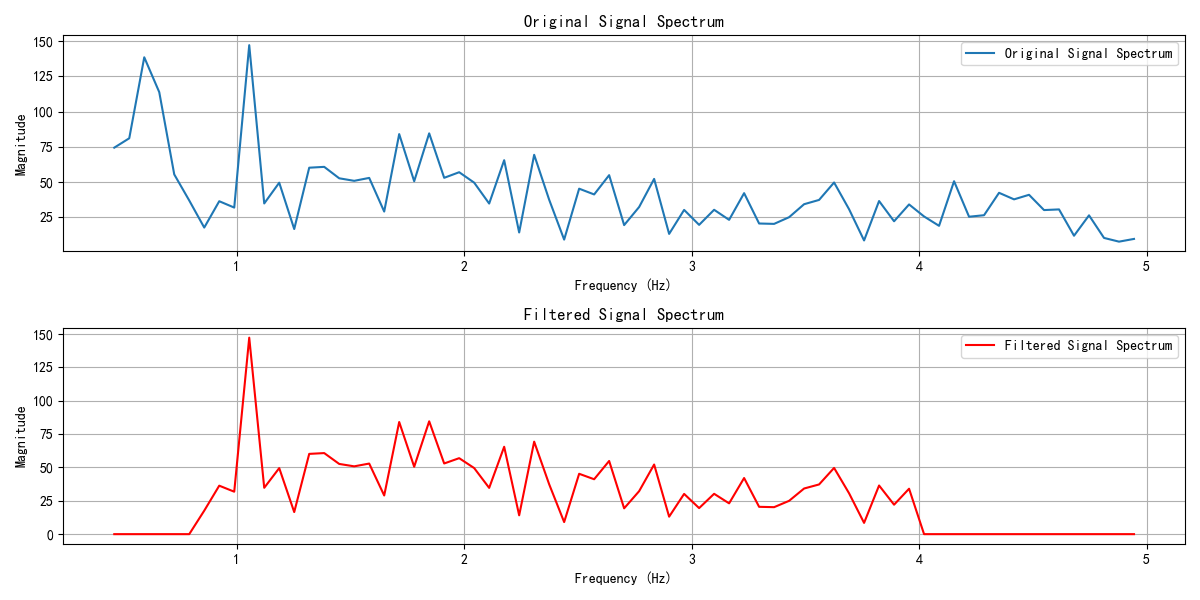 Original Signal Spectrum
150
125
100
75
50
25
Magnitude
Original Signal Spectrum
1
2
3
4
5
Frequency (Hz)
Filtered Signal Spectrum
150
125
100
75
50
25
0
Magnitude
Filtered Signal Spectrum
1
2
3
4
5
Frequency (Hz)